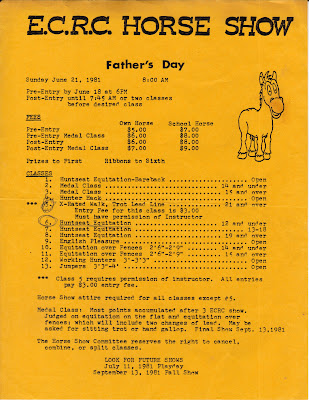 E.C.R.C. HORSE SHOW
Father's Day
Sunday June 21, 1981 8:00 AM
Pre-Entry by June 18 at 6PM
Post-Entry until 7:45 AM or two classes
before desired class
FEES
Own Horse School Horse
Pre-Entry $5.00 $7.00
Pre-Entry Medal Class $6.00 $8.00
Post-Entry $6.00 $8.00
Post-Entry Medal Class $7.00 $9.00
Prizes to First Ribbons to Sixth
CLASSES
1. Huntseat Equitation-Bareback Open
2. Medal Class 14 and under
3. Medal Class 15 and over
4. Hunter Hack Open
*** 5. X-Rated Walk, Trot Lead Line 21 and over
Entry Fee for this class is $3.00
Must have permission of Instructor
6. Huntseat Equitation 12 and under
7. Huntseat Equitation 13-18
8. Huntseat Equitation 19 and over
9. English Pleasure Open
10. Equitation over Fences 2'6"-2'9" 14 and under
11. Equitation over Fences 2'6"-2'9" 15 and over
12. Working Hunters 3'-3'3" Open
13. Jumpers 3'3"-4' Open
*** Class 5 requires permission of instructor. All entries
pay $3.00 entry fee.
Horse Show attire required for all classes except #5.
Medal Class: Most points accumulated after 3 ECRC show.
Judged on equitation on the flat and equitation over
fences, which will include two changes of lead. May be
asked for sitting trot or hand gallop. Final Show Sept. 13,1981
The Horse Show Committee reserves the right to cancel,
combine, or split classes.
LOOK FOR FUTURE SHOWS
July 11, 1981 Playday
September 13, 1981 Fall Show